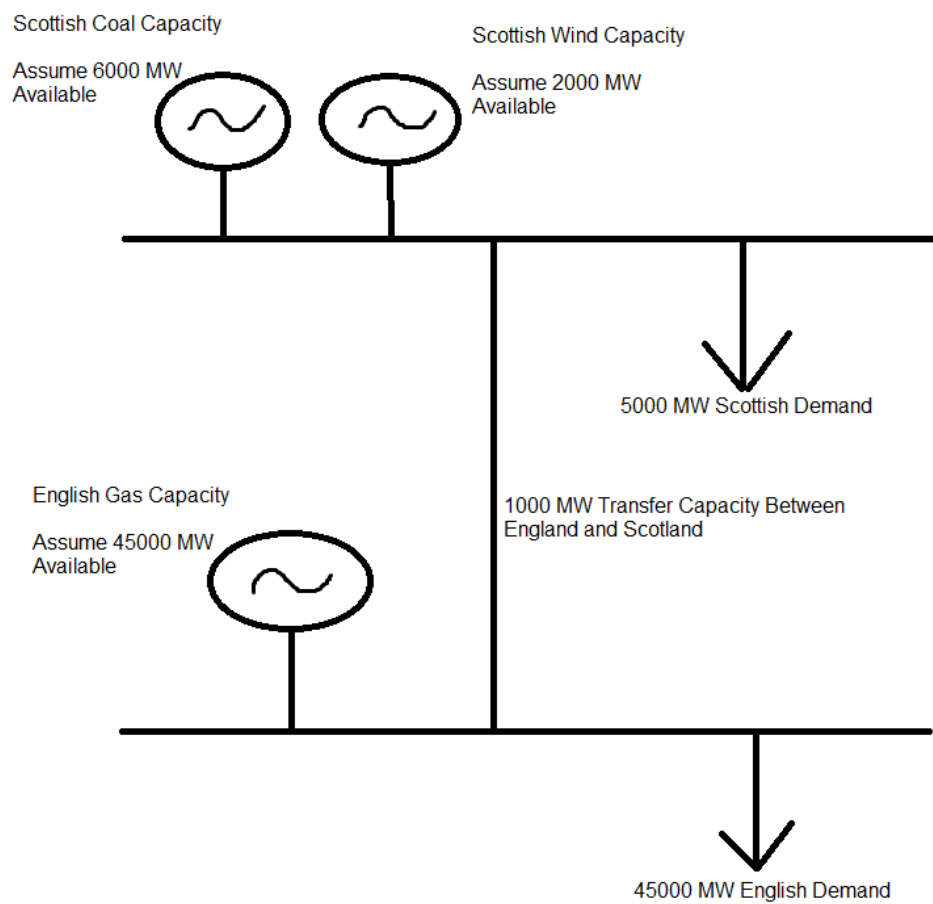 Scottish Coal Capacity
Assume 6000 MW
Available
Scottish Wind Capacity
Assume 2000 MW
Available
5000 MW Scottish Demand
English Gas Capacity
Assume 45000 MW
Available
1000 MW Transfer Capacity Between
England and Scotland
45000 MW English Demand